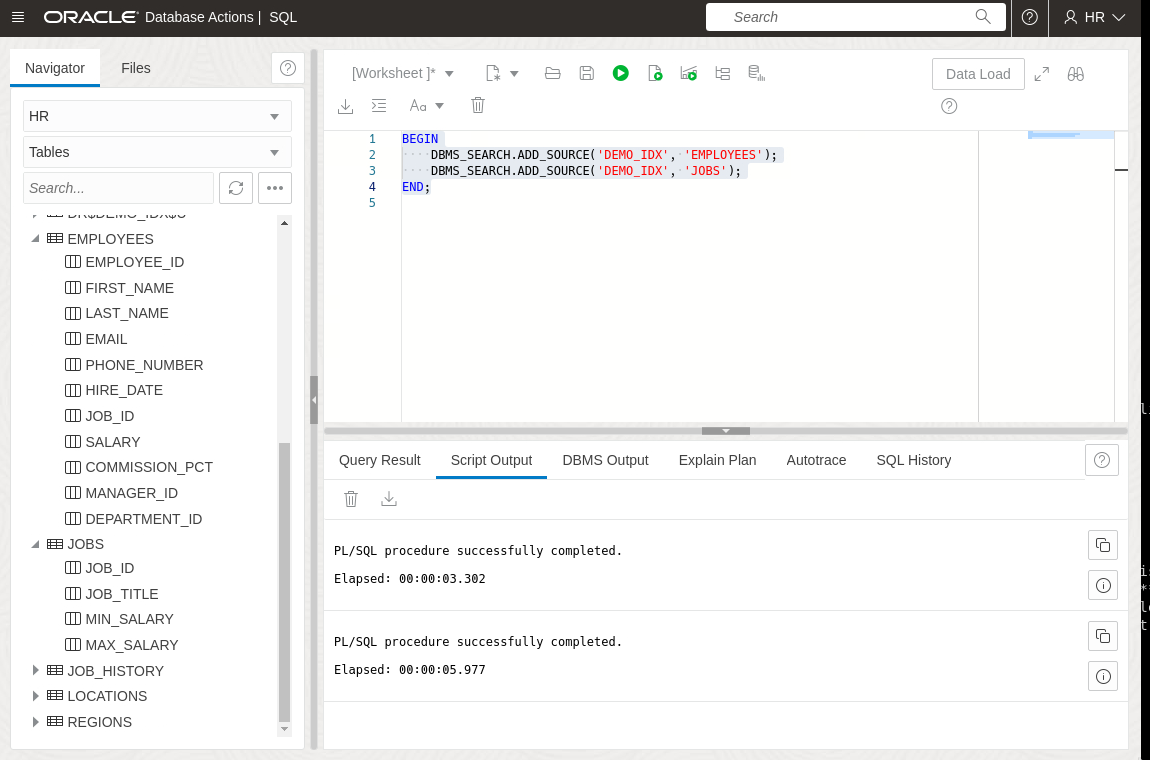 ORACLE Database Actions | SQL
Search
HR
Navigator
Files
HR
Tables
Search...
DR$DEMO_IDX$U
EMPLOYEES
EMPLOYEE_ID
FIRST_NAME
LAST_NAME
EMAIL
PHONE_NUMBER
HIRE_DATE
JOB_ID
SALARY
COMMISSION_PCT
MANAGER_ID
DEPARTMENT_ID
JOBS
JOB_ID
JOB_TITLE
MIN_SALARY
MAX_SALARY
JOB_HISTORY
LOCATIONS
REGIONS
[Worksheet ]*
Data Load
Aa
1 BEGIN
2 ····DBMS_SEARCH.ADD_SOURCE('DEMO_IDX',·'EMPLOYEES');
3 ····DBMS_SEARCH.ADD_SOURCE('DEMO_IDX',·'JOBS');
4 END;
5
Query Result Script Output DBMS Output Explain Plan Autotrace SQL History
PL/SQL procedure successfully completed.
Elapsed: 00:00:03.302
PL/SQL procedure successfully completed.
Elapsed: 00:00:05.977